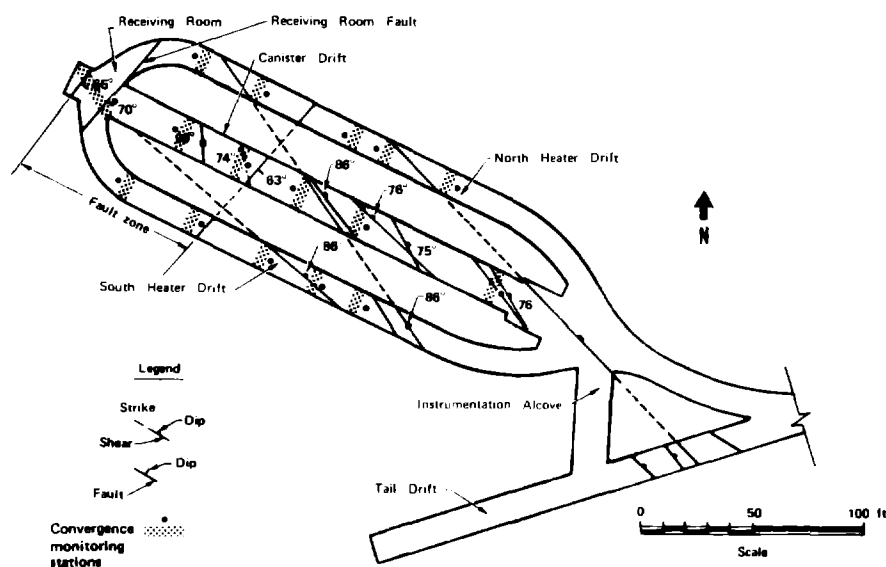 Receiving Room
Receiving Room Fault
Canister Drift
70°
74°
63°
86°
76°
North Heater Drift
N
Fault zone
South Heater Drift
86
75°
86°
76
Legend
Strike
Dip
Shear
Dip
Fault
Convergence
monitoring
stations
Instrumentation Alcove
Tail Drift
0 50 100 ft
Scale